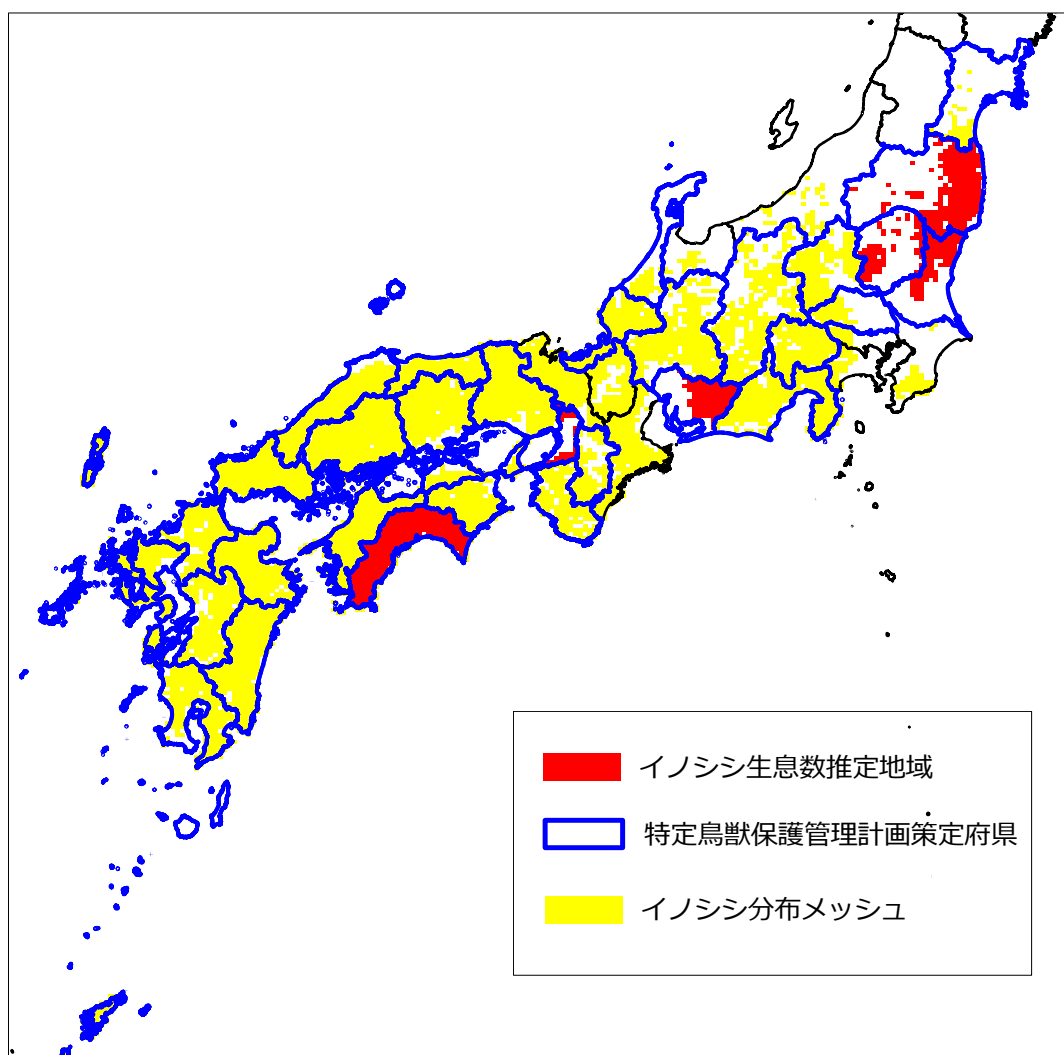 イノシシ生息数推定地域
特定鳥獣保護管理計画策定府県
イノシシ分布メッシュ